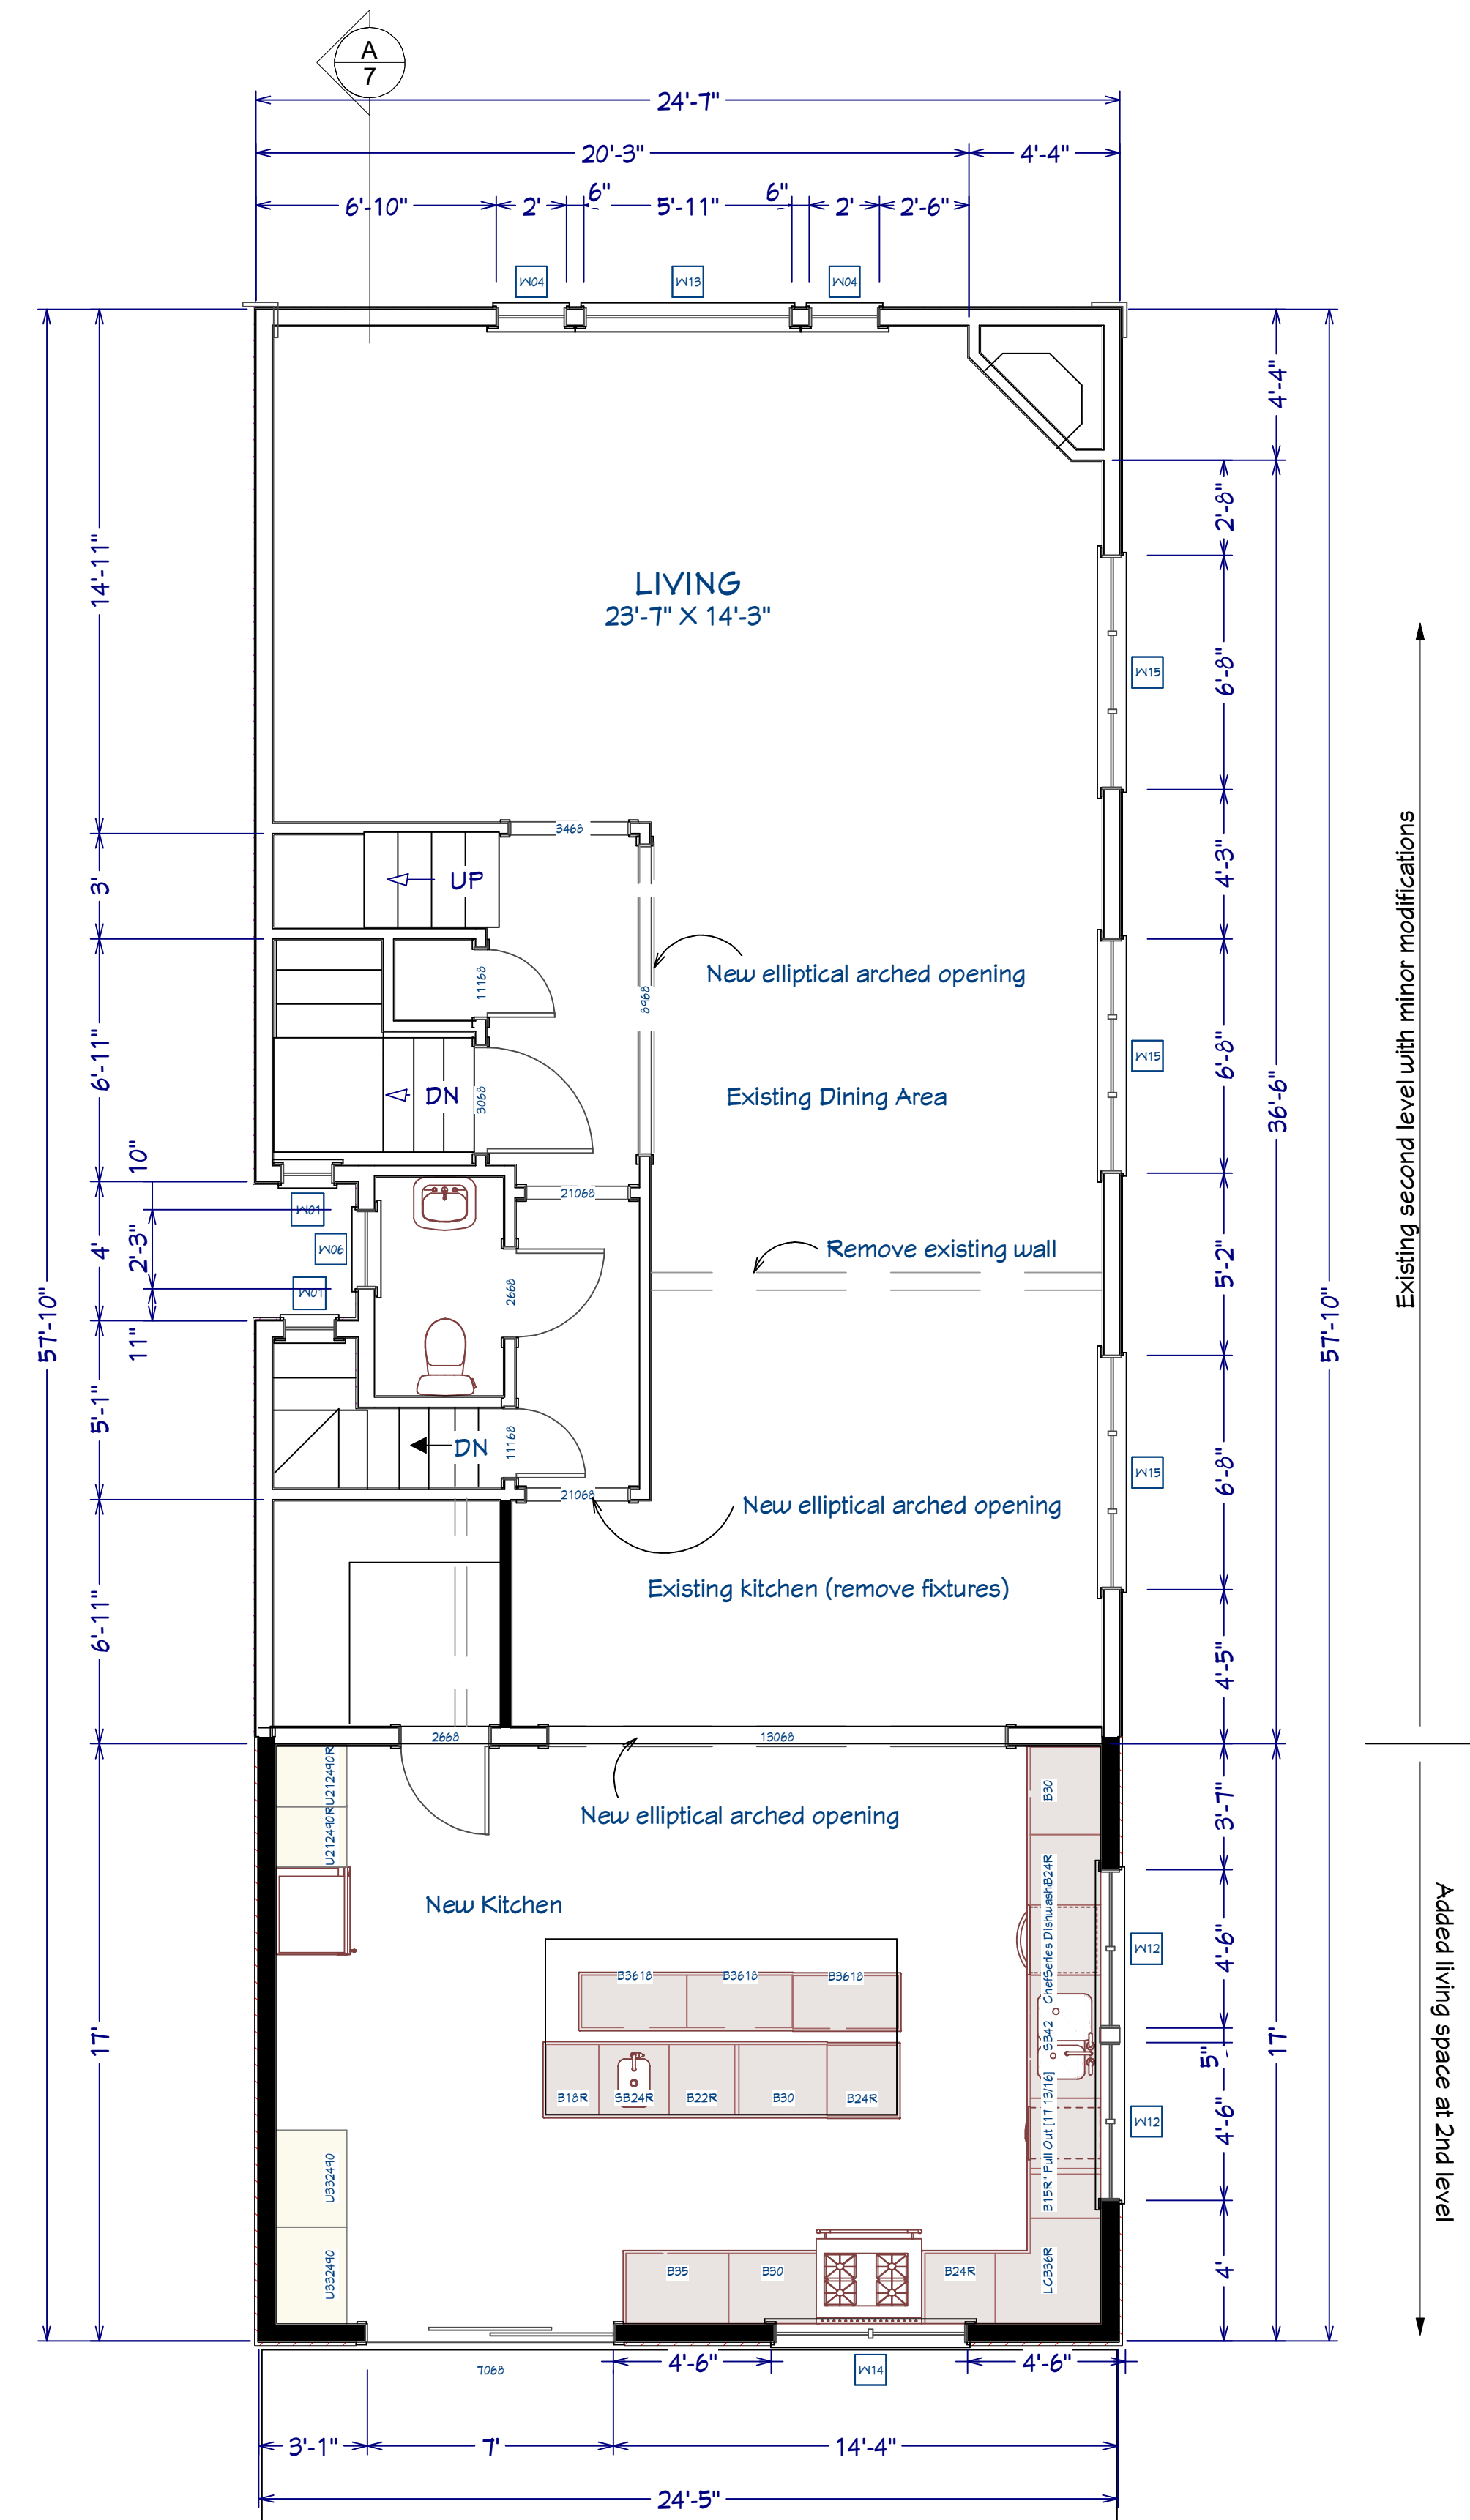 A
7
24'-7"
20'-3"
4'-4"
6'-10"
2'
6"
5'-11"
6"
2'
2'-6"
W04
W13
W04
4'-4"
2'-8"
14'-11"
LIVING
23'-7" X 14'-3"
6'-8"
W15
3468
UP
3'
4'-3"
New elliptical arched opening
11168
8968
Existing second level with minor modifications
6'-11"
DN
3068
Existing Dining Area
6'-8"
W15
36'-6"
10"
21068
W01
W06
W01
4'
2'-3"
11"
2668
Remove existing wall
5'-2"
57'-10"
57'-10"
5'-1"
DN
11168
21068
New elliptical arched opening
6'-8"
W15
Existing kitchen (remove fixtures)
6'-11"
4'-5"
2668
13068
U212490R
U212490R
New elliptical arched opening
B30
3'-7"
New Kitchen
B24R
ChefSeries Dishwash
4'-6"
W12
B3618
B3618
B3618
17'
SB42
5"
17'
Added living space at 2nd level
B18R
SB24R
B22R
B30
B24R
B15R" Pull Out [17 13/16]
4'-6"
W12
U332490
U332490
B35
B30
B24R
LCB36R
4'
7068
4'-6"
W14
4'-6"
3'-1"
7'
14'-4"
24'-5"